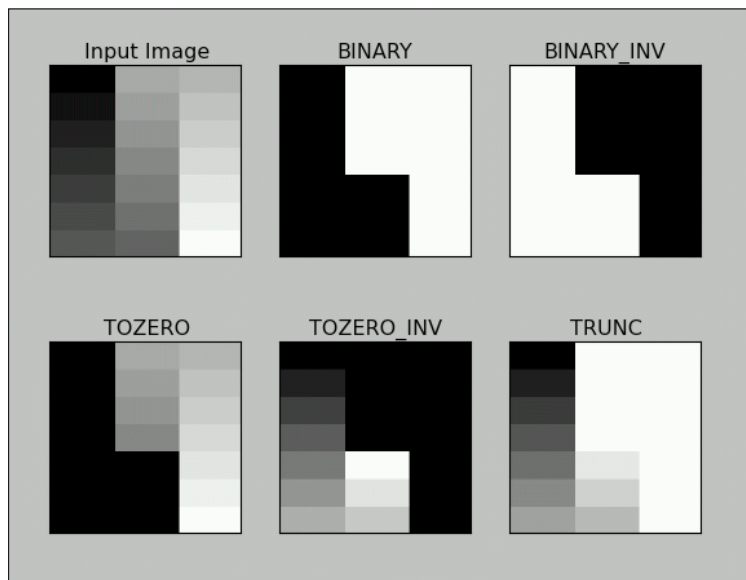 Input Image
BINARY
BINARY_INV
TOZERO
TOZERO_INV
TRUNC